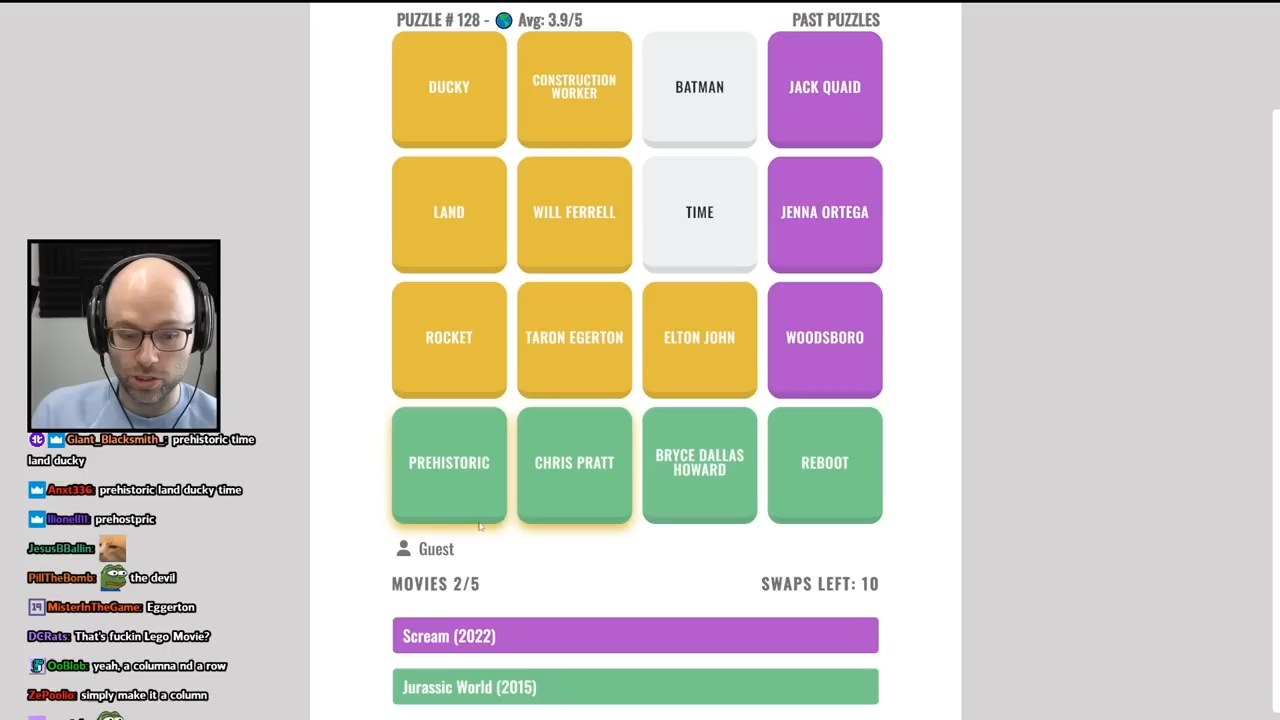 PUZZLE # 128 - Avg: 3.9/5
PAST PUZZLES
DUCKY
CONSTRUCTION
WORKER
BATMAN
JACK QUAID
LAND
WILL FERRELL
TIME
JENNA ORTEGA
ROCKET
TARON EGERTON
ELTON JOHN
WOODSBORO
PREHISTORIC
CHRIS PRATT
BRYCE DALLAS
HOWARD
REBOOT
Guest
MOVIES 2/5
SWAPS LEFT: 10
Scream (2022)
Jurassic World (2015)
Giant_Blacksmith_: prehistoric time
land ducky
Anxt336: prehistoric land ducky time
prehostpric
JesusBBallin:
PillTheBomb: the devil
19 MisterInTheGame: Eggerton
DCRats: That's fuckin Lego Movie?
OoBlob: yeah, a columna nd a row
ZePoolio: simply make it a column